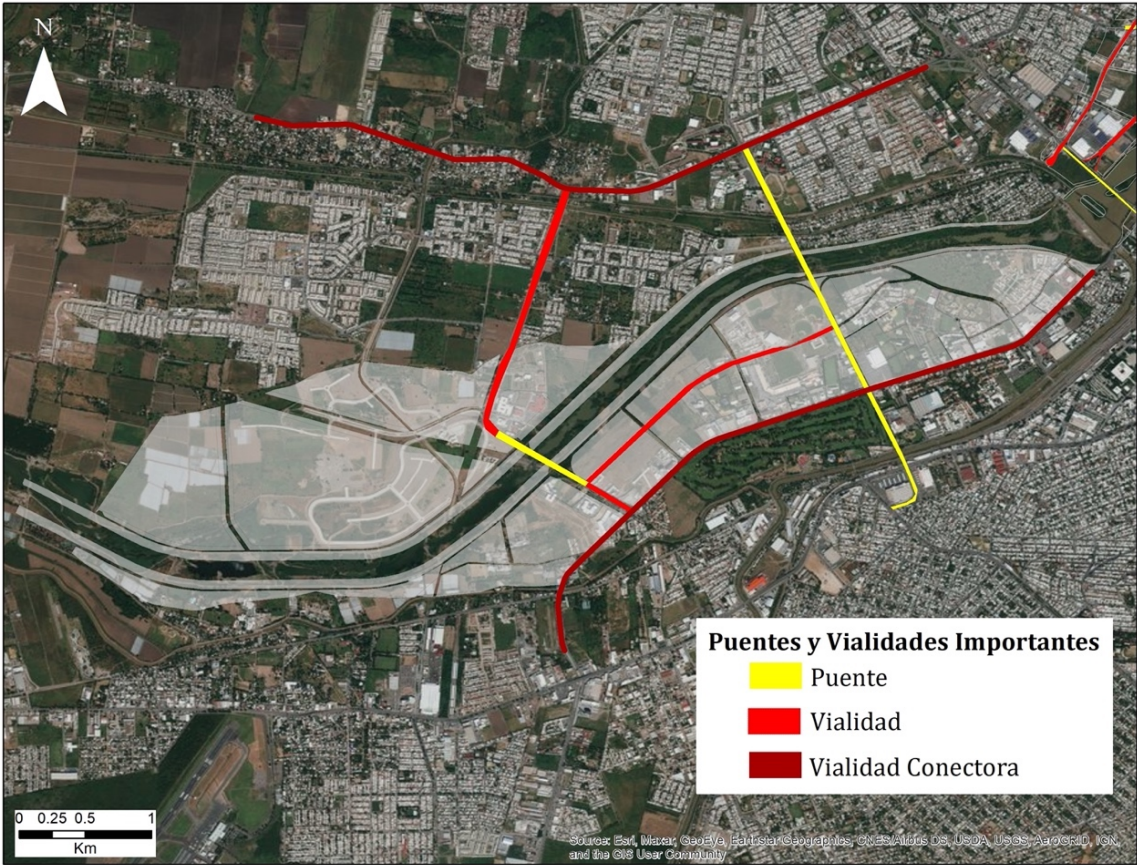 N
Puentes y Vialidades Importantes
Puente
Vialidad
Vialidad Conectora
0 0.25 0.5 1
Km
Source: Esri, Maxar, GeoEye, Earthstar Geographics, CNES/Airbus DS, USDA, USGS, AeroGRID, IGN,
and the GIS User Community